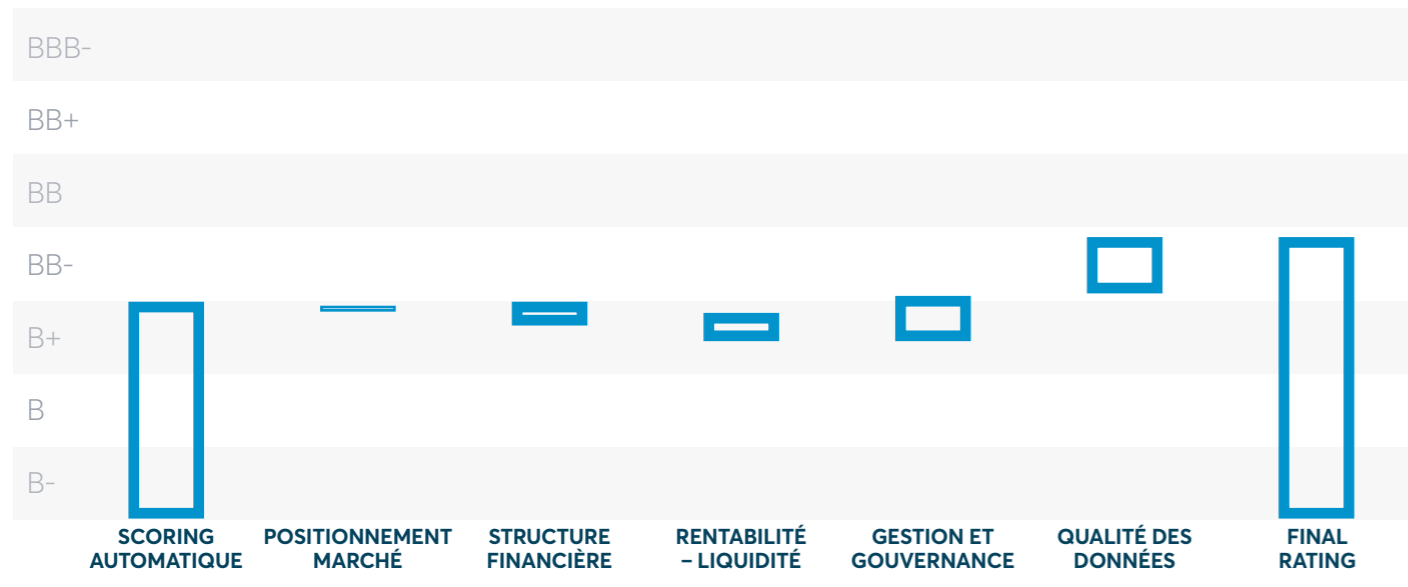 BBB-
BB+
BB
BB-
B+
B
B-
SCORING
AUTOMATIQUE
POSITIONNEMENT
MARCHÉ
STRUCTURE
FINANCIÈRE
RENTABILITÉ
– LIQUIDITÉ
GESTION ET
GOUVERNANCE
QUALITÉ DES
DONNÉES
FINAL
RATING